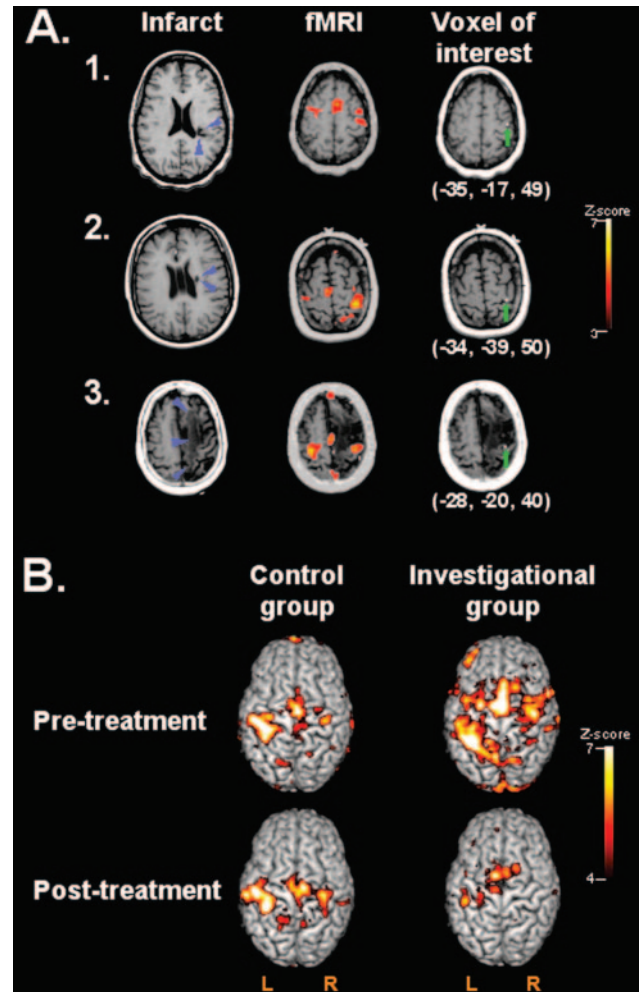 A.
Infarct fMRI Voxel of interest
1.
(-35, -17, 49)
Z-score
7
2.
3
(-34, -39, 50)
3.
(-28, -20, 40)
B.
Control group Investigational group
Pre-treatment
Z-score
7
Post-treatment
4
L R L R